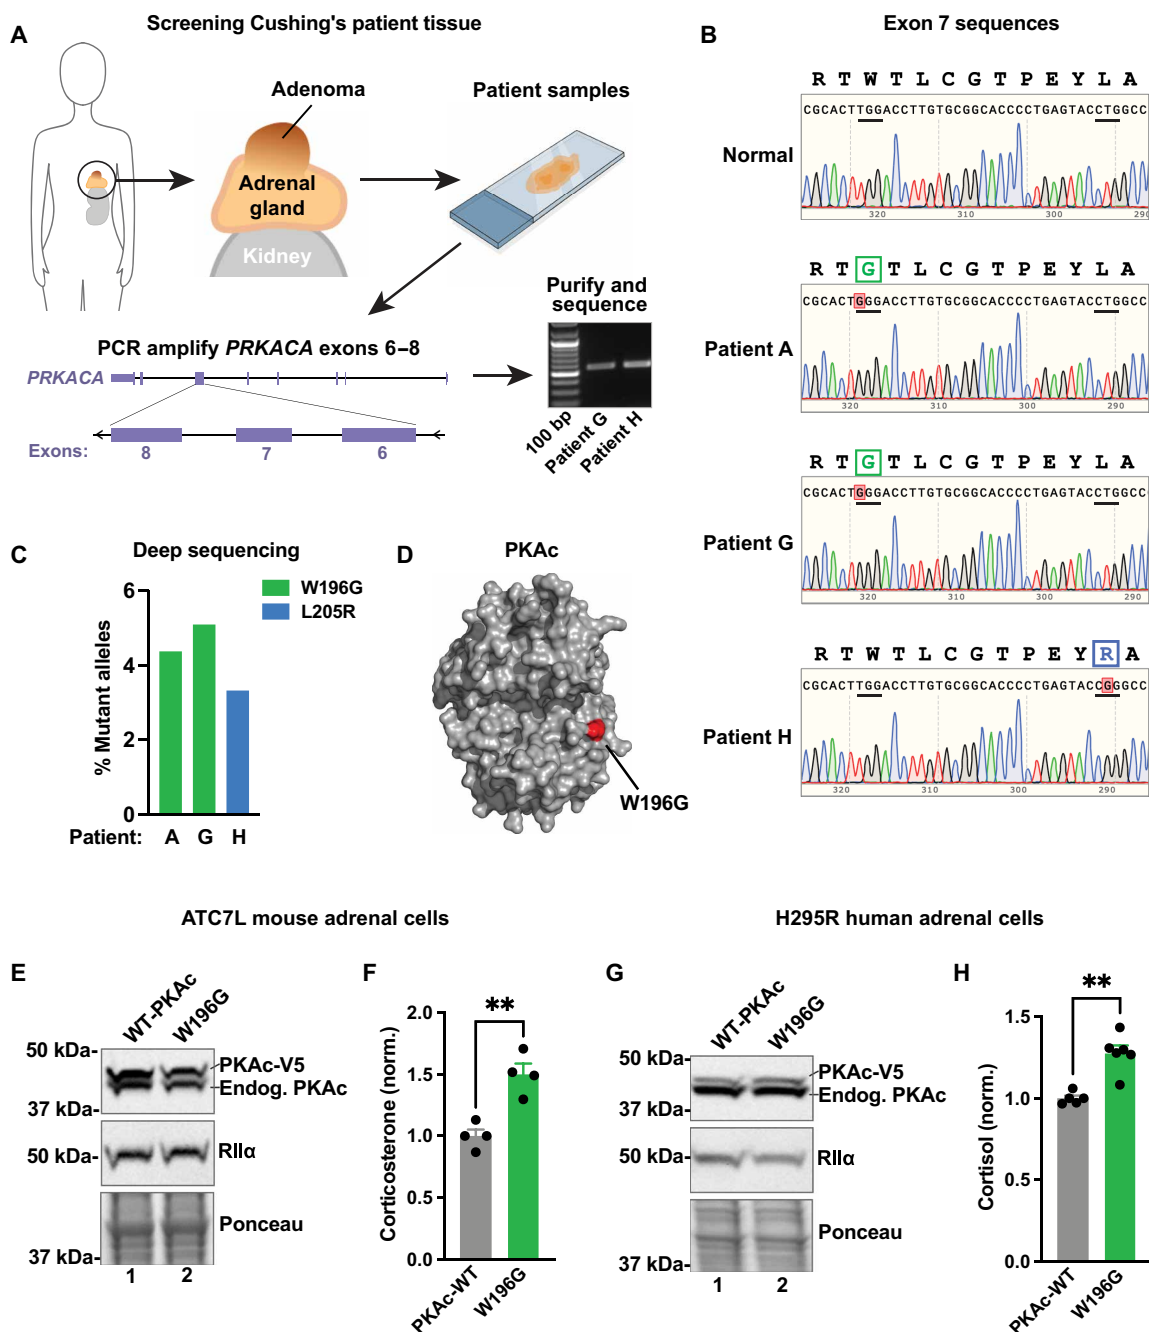 A
Screening Cushing's patient tissue
Adenoma
Adrenal
gland
Kidney
Patient samples
Purify and
sequence
PCR amplify PRKACA exons 6–8
PRKACA
Exons:
8
7
6
100 bp
Patient G
Patient H
B
Exon 7 sequences
Normal
R T W T L C G T P E Y L A
CGCACTTGGACCTTGTGCGGCACCCCTGAGTACCTGGCC
320 310 300 290
Patient A
R T G T L C G T P E Y L A
CGCACTGGGACCTTGTGCGGCACCCCTGAGTACCTGGCC
320 310 300 290
Patient G
R T G T L C G T P E Y L A
CGCACTGGGACCTTGTGCGGCACCCCTGAGTACCTGGCC
320 310 300 290
Patient H
R T W T L C G T P E Y R A
CGCACTTGGACCTTGTGCGGCACCCCTGAGTACCGGGCC
320 310 300 290
C
Deep sequencing
W196G
L205R
% Mutant alleles
6
4
2
0
Patient: A G H
D
PKAc
W196G
ATC7L mouse adrenal cells
E
WT-PKAc
W196G
50 kDa-
PKAc-V5
Endog. PKAc
37 kDa-
50 kDa-
RIIα
Ponceau
37 kDa-
1 2
F
**
Corticosterone (norm.)
2.0
1.5
1.0
0.5
0.0
PKAc-WT
W196G
H295R human adrenal cells
G
WT-PKAc
W196G
50 kDa-
PKAc-V5
Endog. PKAc
37 kDa-
50 kDa-
RIIα
Ponceau
37 kDa-
1 2
H
**
Cortisol (norm.)
1.5
1.0
0.5
0.0
PKAc-WT
W196G